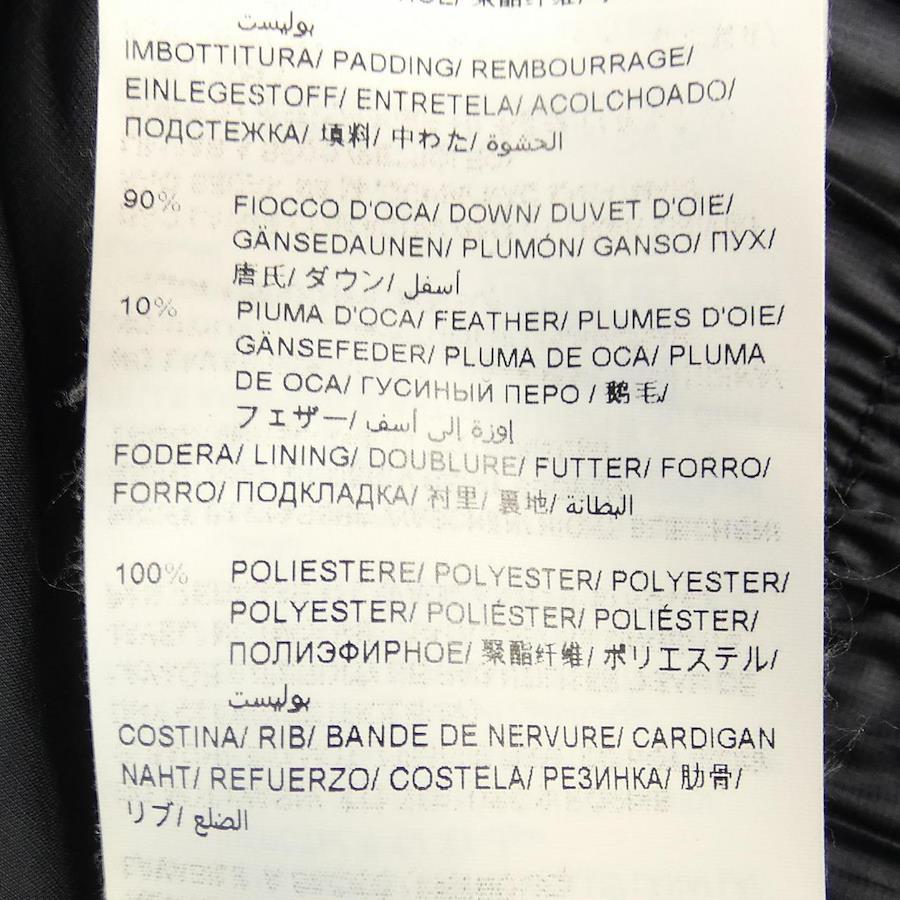 بوليست
IMBOTTITURA/ PADDING/ REMBOURRAGE/
EINLEGESTOFF/ ENTRETELA/ ACOLCHOADO/
ПОДСТЕЖКА/ 填料/ 中わた/ الحشوة
90% FIOCCO D'OCA/ DOWN/ DUVET D'OIE/
GÄNSEDAUNEN/ PLUMÓN/ GANSO/ ПУХ/
唐氏/ ダウン/ أسفل
10% PIUMA D'OCA/ FEATHER/ PLUMES D'OIE/
GÄNSEFEDER/ PLUMA DE OCA/ PLUMA
DE OCA/ ГУСИНЫЙ ПЕРО / 鹅毛/
フェザー/ إوزة إلى أسف
FODERA/ LINING/ DOUBLURE/ FUTTER/ FORRO/
FORRO/ ПОДКЛАДКА/ 衬里/ 裏地/ البطانة
100% POLIESTERE/ POLYESTER/ POLYESTER/
POLYESTER/ POLIÉSTER/ POLIÉSTER/
ПОЛИЭФИРНОЕ/ 聚酯纤维/ ポリエステル/
بوليست
COSTINA/ RIB/ BANDE DE NERVURE/ CARDIGAN
NAHT/ REFUERZO/ COSTELA/ РЕЗИНКА/ 肋骨/
リブ/ الضلع